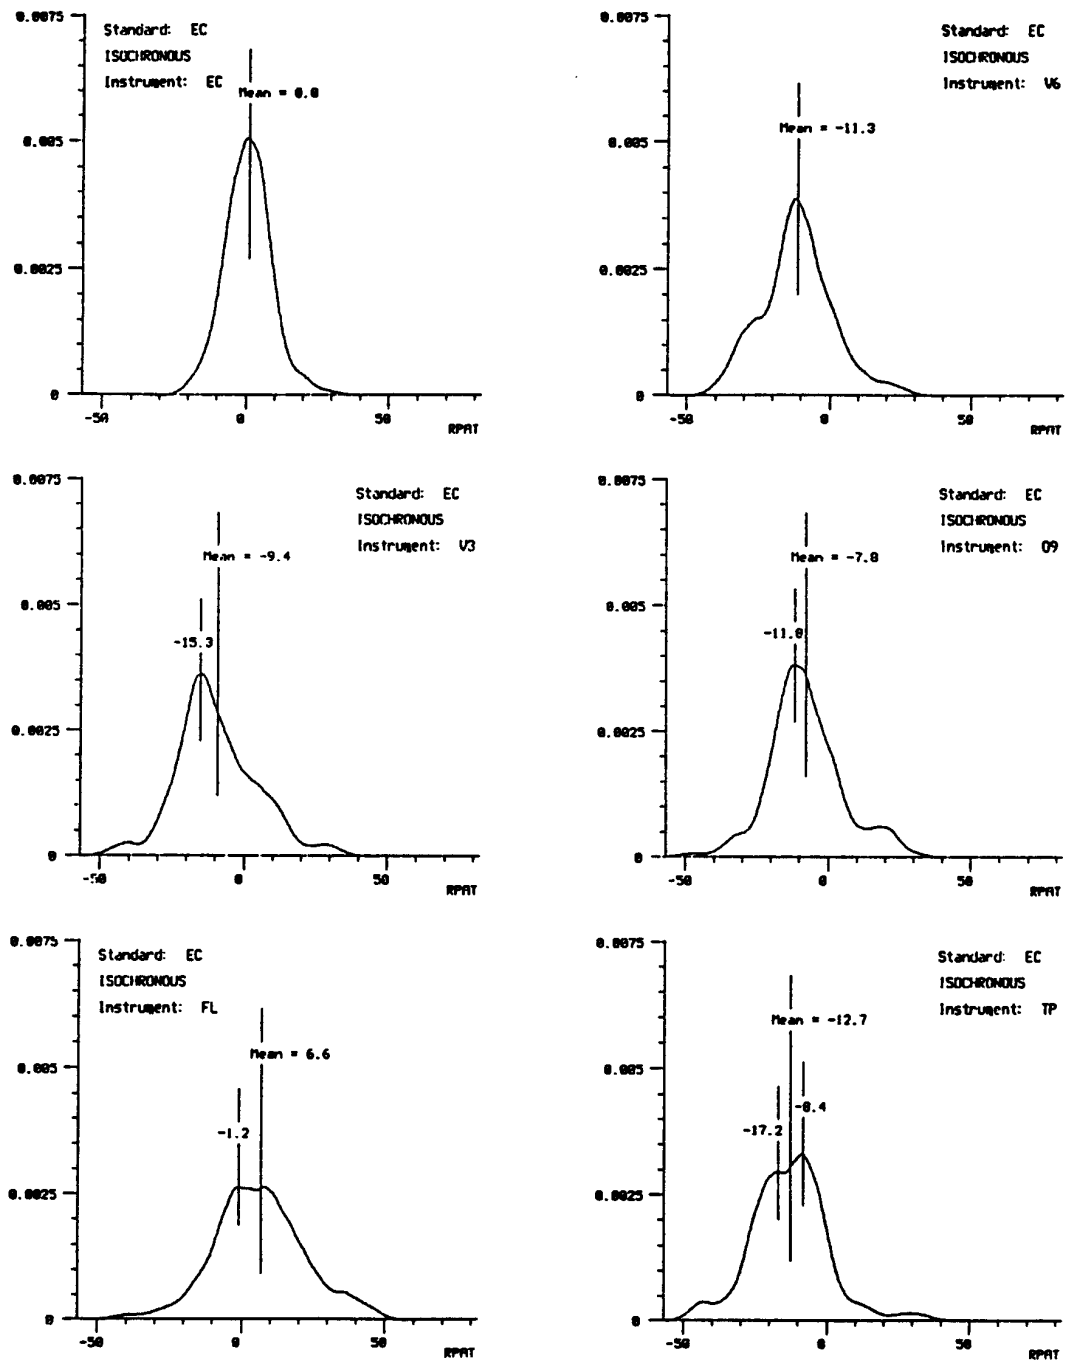 0.0075
Standard: EC
ISOCHRONOUS
Instrument: EC
Mean = 0.0
0.005
0.0025
0
-50
0
50
RPAT
0.0075
Standard: EC
ISOCHRONOUS
Instrument: V6
Mean = -11.3
0.005
0.0025
0
-50
0
50
RPAT
0.0075
Standard: EC
ISOCHRONOUS
Instrument: V3
Mean = -9.4
0.005
-15.3
0.0025
0
-50
0
50
RPAT
0.0075
Standard: EC
ISOCHRONOUS
Instrument: O9
Mean = -7.8
0.005
-11.8
0.0025
0
-50
0
50
RPAT
0.0075
Standard: EC
ISOCHRONOUS
Instrument: FL
Mean = 6.6
0.005
-1.2
0.0025
0
-50
0
50
RPAT
0.0075
Standard: EC
ISOCHRONOUS
Instrument: TP
Mean = -12.7
0.005
-8.4
-17.2
0.0025
0
-50
0
50
RPAT